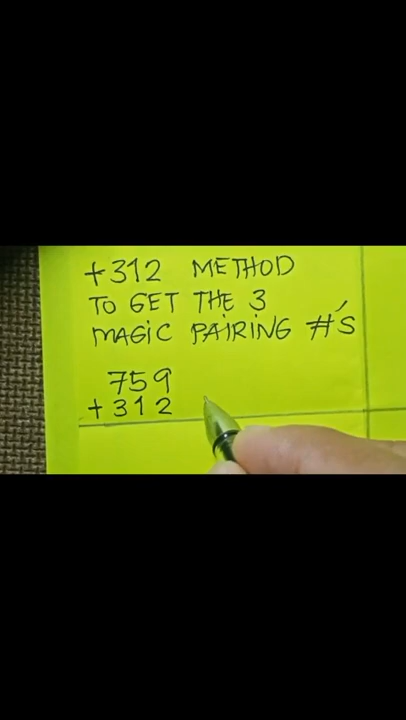 +312 METHOD
TO GET THE 3
MAGIC PAIRING #'S
759
+312